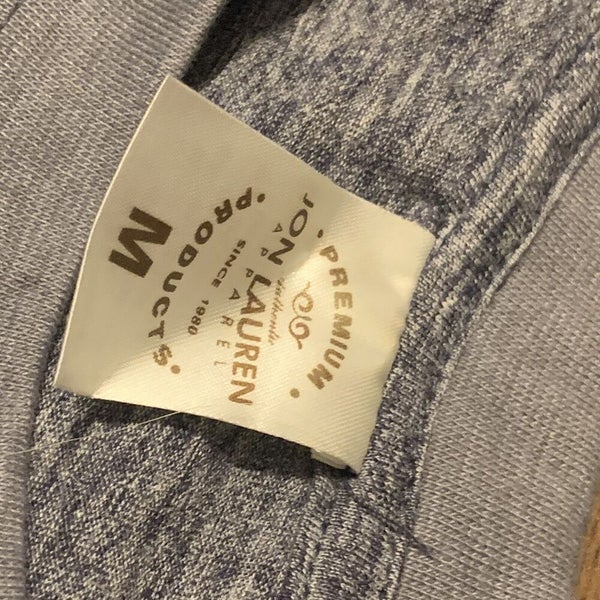 • PREMIUM •
authentic
JON LAUREN
APPAREL
SINCE 1980
• PRODUCTS •
M